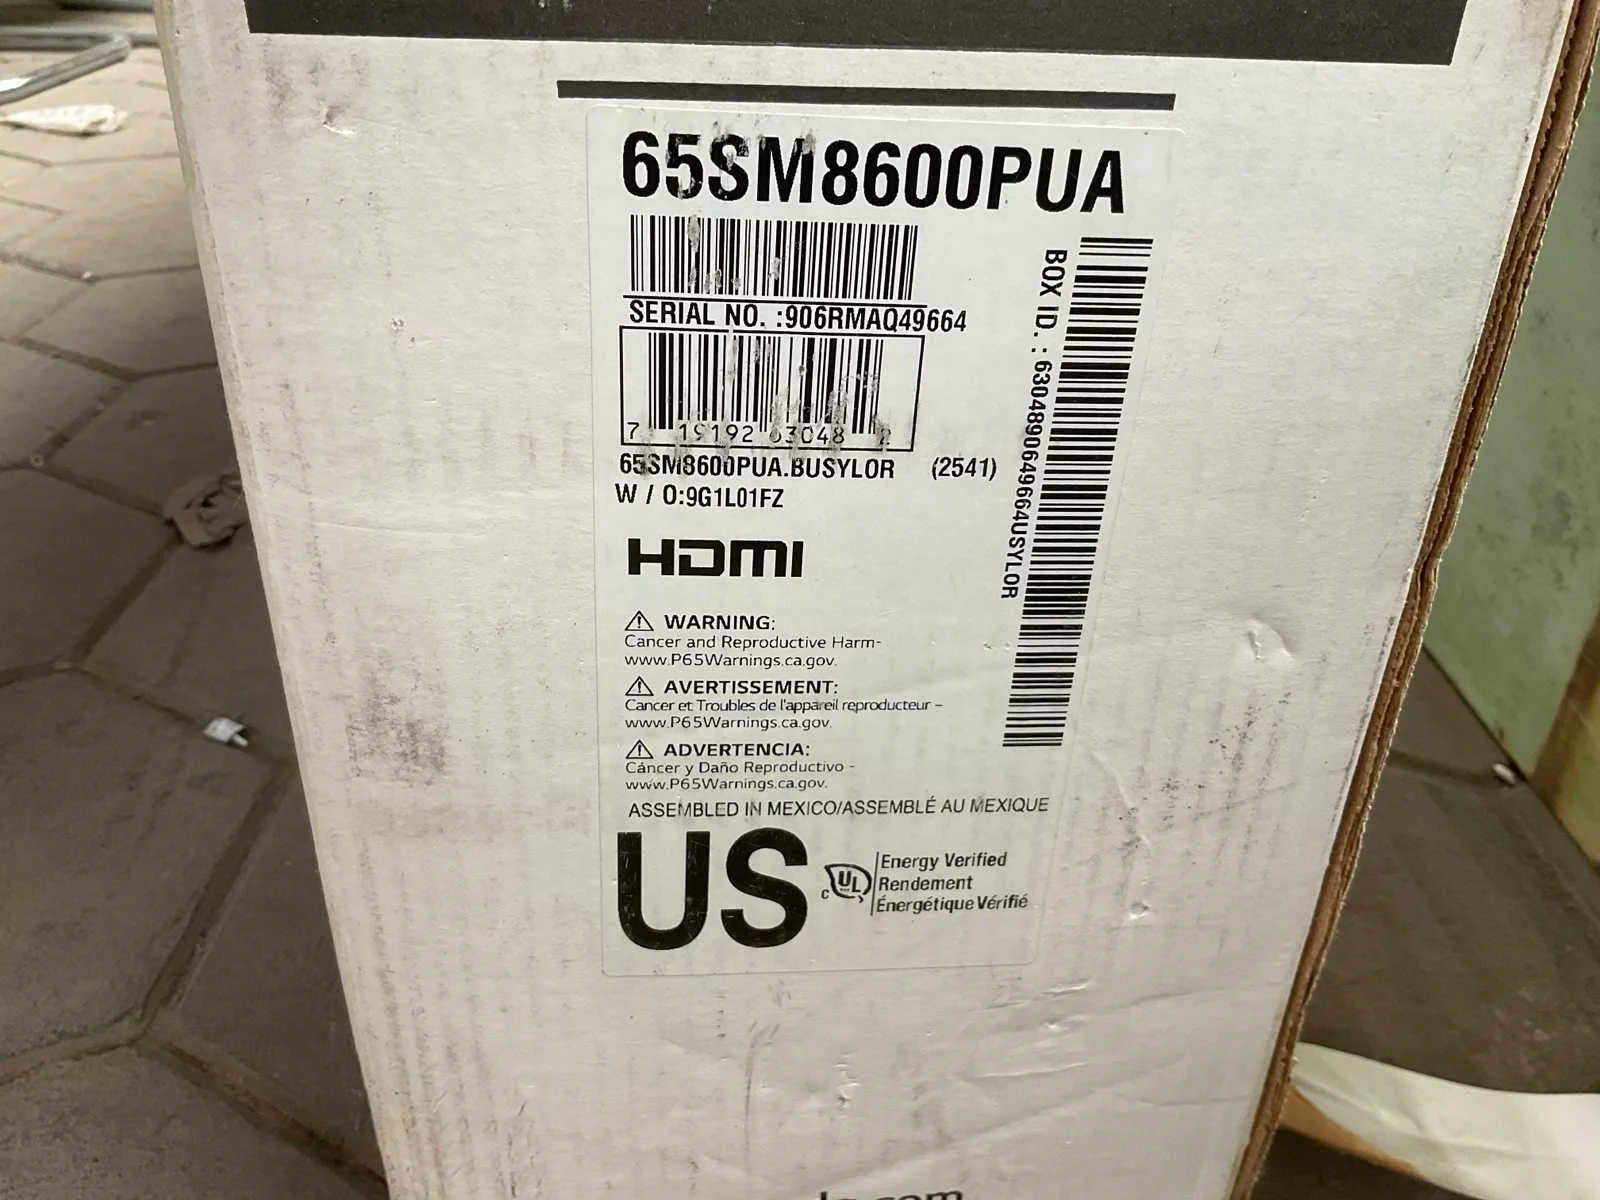 65SM8600PUA
SERIAL NO. :906RMAQ49664
7 19192 63048 2
65SM8600PUA.BUSYLOR (2541)
W / O:9G1L01FZ
BOX ID. : 6304890649664USYLOR
HDMI
⚠ WARNING:
Cancer and Reproductive Harm-
www.P65Warnings.ca.gov.
⚠ AVERTISSEMENT:
Cancer et Troubles de l'appareil reproducteur –
www.P65Warnings.ca.gov.
⚠ ADVERTENCIA:
Cáncer y Daño Reproductivo -
www.P65Warnings.ca.gov.
ASSEMBLED IN MEXICO/ASSEMBLÉ AU MEXIQUE
US
c UL
Energy Verified
Rendement
Énergétique Vérifié